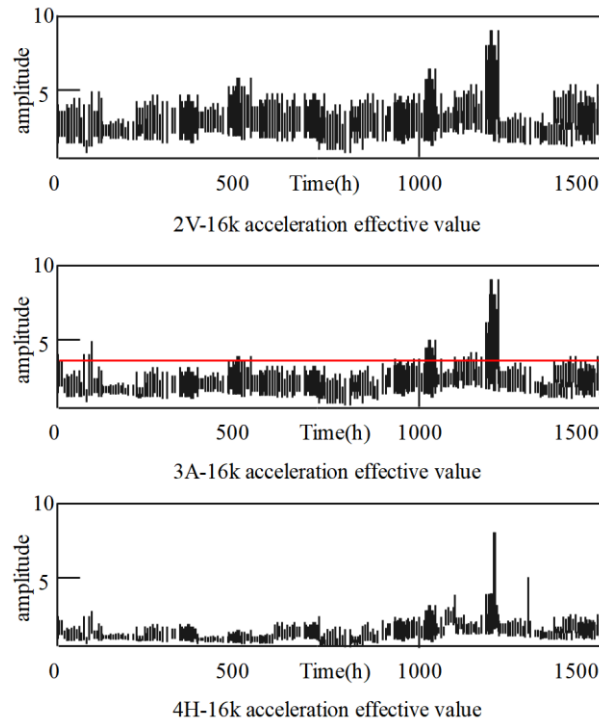 10
amplitude
5
0 500 Time(h) 1000 1500
2V-16k acceleration effective value
10
amplitude
5
0 500 Time(h) 1000 1500
3A-16k acceleration effective value
10
amplitude
5
0 500 Time(h) 1000 1500
4H-16k acceleration effective value